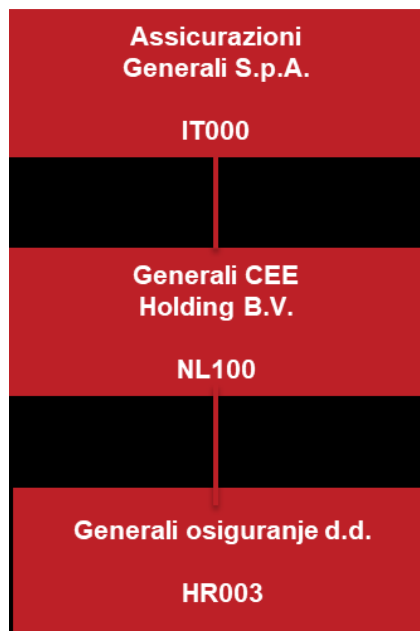 Assicurazioni
Generali S.p.A.
IT000
Generali CEE
Holding B.V.
NL100
Generali osiguranje d.d.
HR003